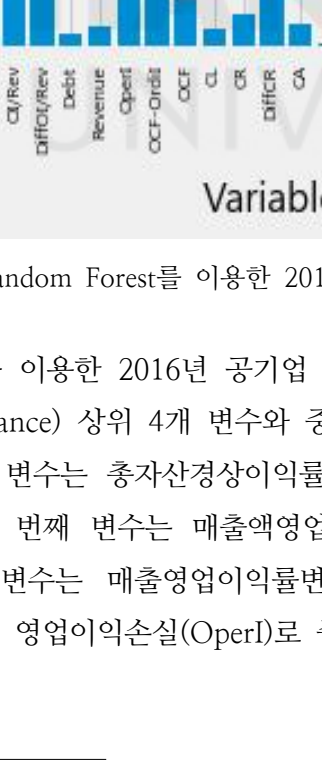 OI/Rev
DiffOI/Rev
Debt
Revenue
OperI
OCF-OrdiI
OCF
CL
CR
DiffCR
CA
Variabl
andom Forest를 이용한 201
이용한 2016년 공기업
ance) 상위 4개 변수와 중
변수는 총자산경상이익률
번째 변수는 매출액영업
변수는 매출영업이익률변
영업이익손실(OperI)로